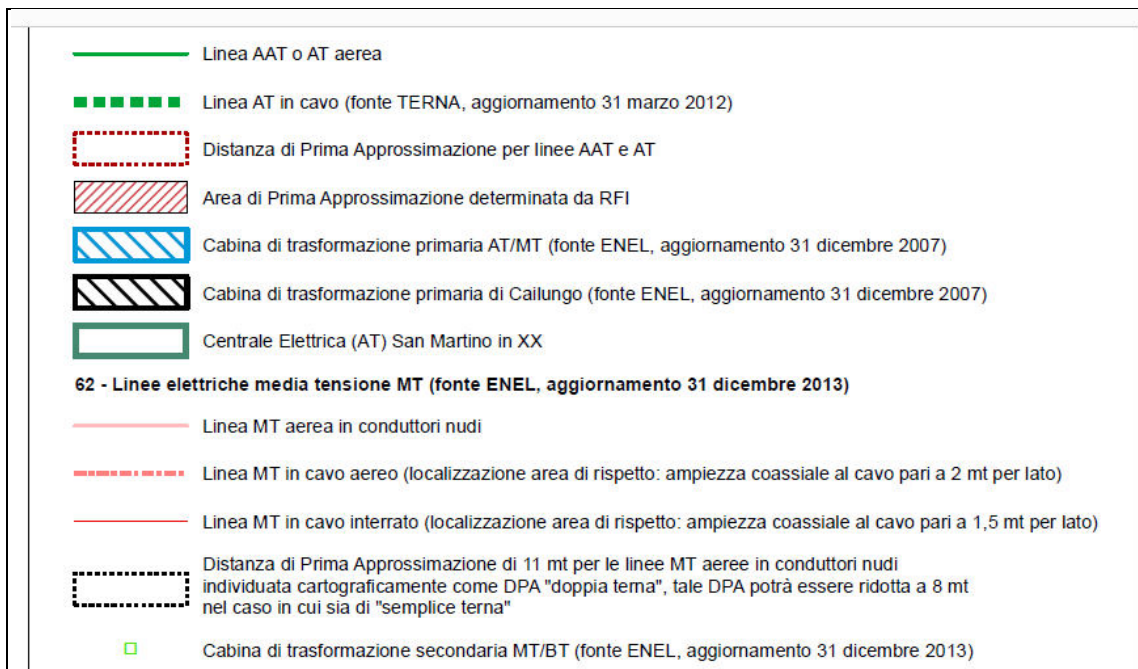 Linea AAT o AT aerea
Linea AT in cavo (fonte TERNA, aggiornamento 31 marzo 2012)
Distanza di Prima Approssimazione per linee AAT e AT
Area di Prima Approssimazione determinata da RFI
Cabina di trasformazione primaria AT/MT (fonte ENEL, aggiornamento 31 dicembre 2007)
Cabina di trasformazione primaria di Cailungo (fonte ENEL, aggiornamento 31 dicembre 2007)
Centrale Elettrica (AT) San Martino in XX
62 - Linee elettriche media tensione MT (fonte ENEL, aggiornamento 31 dicembre 2013)
Linea MT aerea in conduttori nudi
Linea MT in cavo aereo (localizzazione area di rispetto: ampiezza coassiale al cavo pari a 2 mt per lato)
Linea MT in cavo interrato (localizzazione area di rispetto: ampiezza coassiale al cavo pari a 1,5 mt per lato)
Distanza di Prima Approssimazione di 11 mt per le linee MT aeree in conduttori nudi
individuata cartograficamente come DPA "doppia terna", tale DPA potrà essere ridotta a 8 mt
nel caso in cui sia di "semplice terna"
Cabina di trasformazione secondaria MT/BT (fonte ENEL, aggiornamento 31 dicembre 2013)